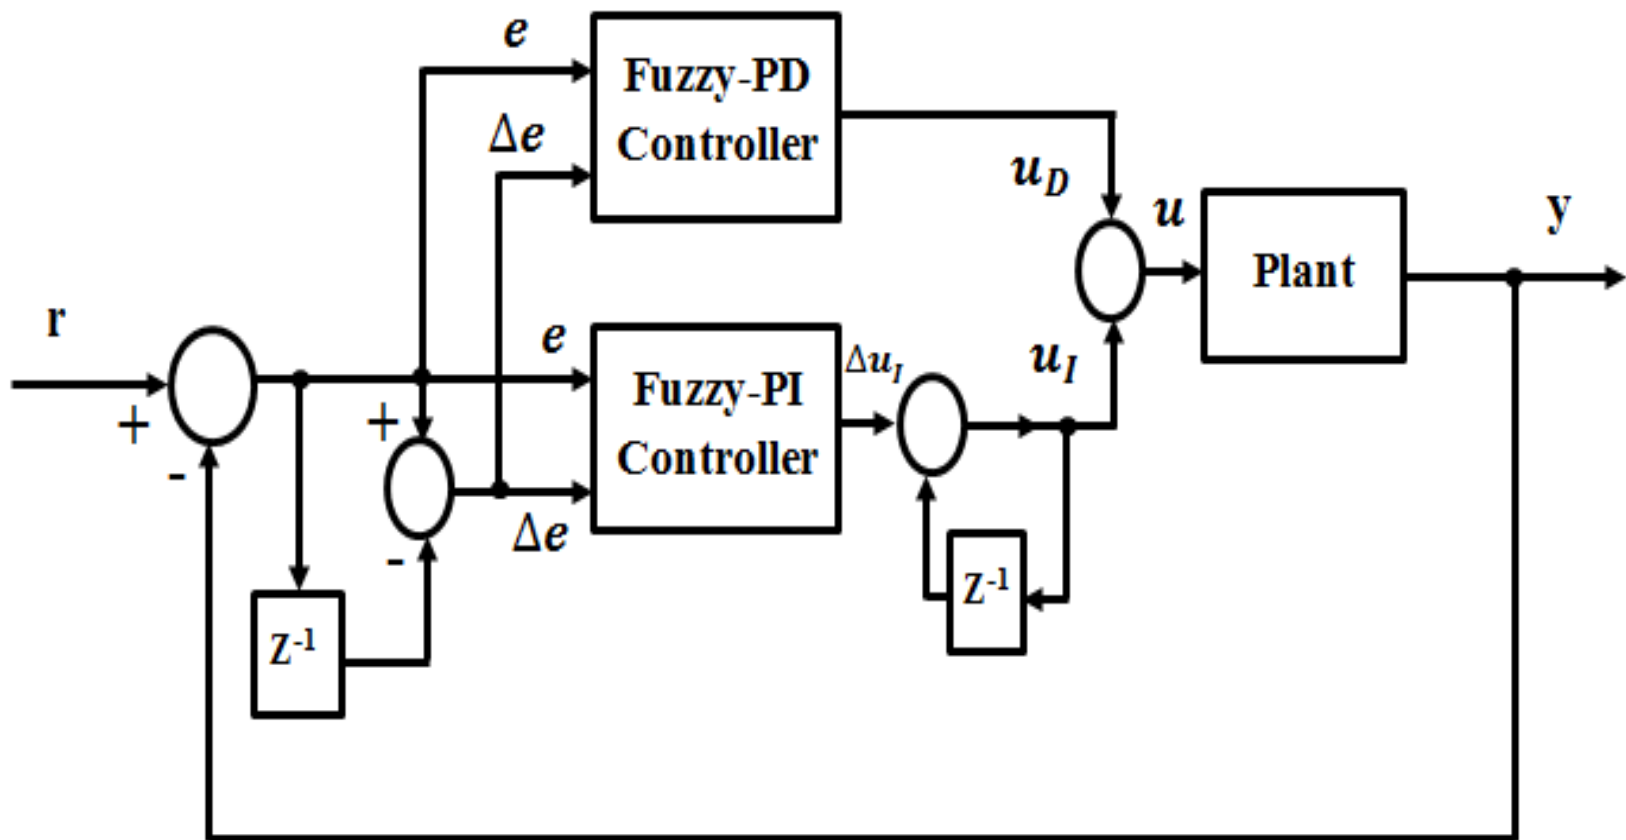 e
Fuzzy-PD
Controller
Δe
u_D
u
y
Plant
r
+
-
e
Fuzzy-PI
Controller
Δu_I
u_I
+
-
Δe
Z⁻¹
Z⁻¹